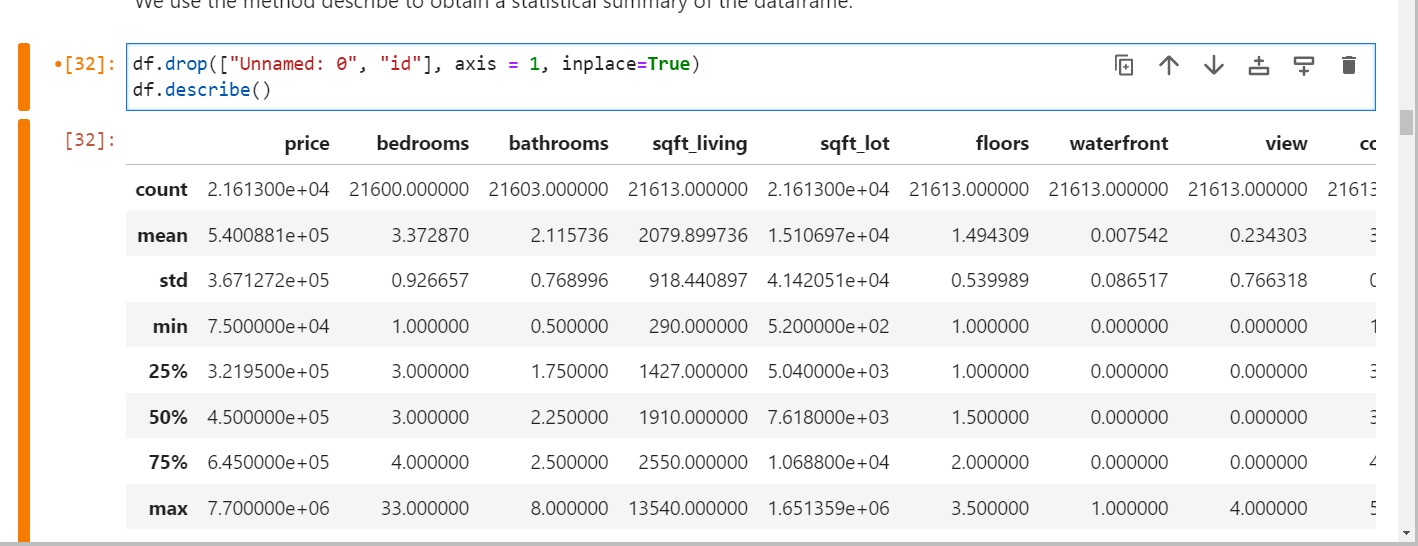 We use the method describe to obtain a statistical summary of the dataframe.
•[32]: df.drop(["Unnamed: 0", "id"], axis = 1, inplace=True)
df.describe()
[32]: price bedrooms bathrooms sqft_living sqft_lot floors waterfront view cc
count 2.161300e+04 21600.000000 21603.000000 21613.000000 2.161300e+04 21613.000000 21613.000000 21613.000000 21613
mean 5.400881e+05 3.372870 2.115736 2079.899736 1.510697e+04 1.494309 0.007542 0.234303 3
std 3.671272e+05 0.926657 0.768996 918.440897 4.142051e+04 0.539989 0.086517 0.766318 0
min 7.500000e+04 1.000000 0.500000 290.000000 5.200000e+02 1.000000 0.000000 0.000000 1
25% 3.219500e+05 3.000000 1.750000 1427.000000 5.040000e+03 1.000000 0.000000 0.000000 3
50% 4.500000e+05 3.000000 2.250000 1910.000000 7.618000e+03 1.500000 0.000000 0.000000 3
75% 6.450000e+05 4.000000 2.500000 2550.000000 1.068800e+04 2.000000 0.000000 0.000000 4
max 7.700000e+06 33.000000 8.000000 13540.000000 1.651359e+06 3.500000 1.000000 4.000000 5